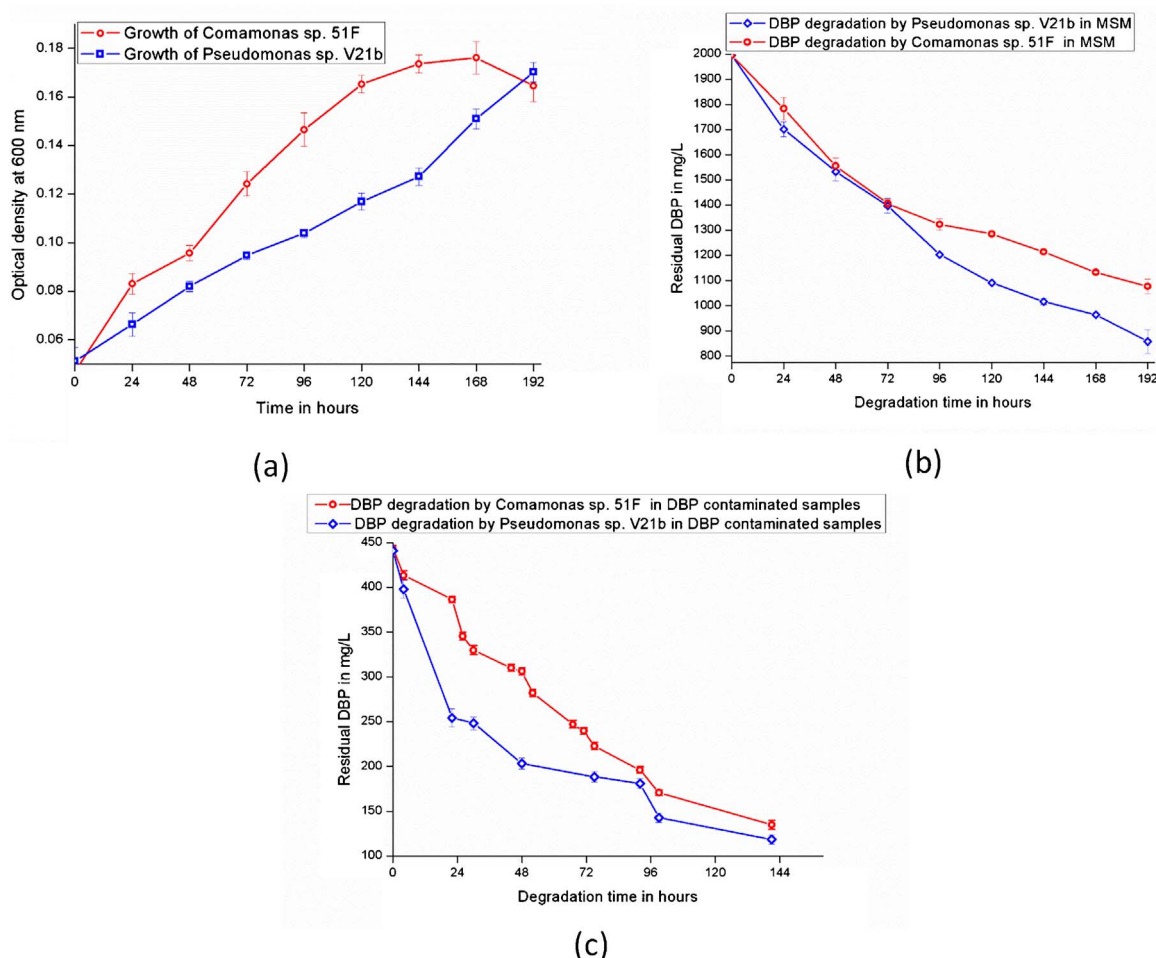 Growth of Comamonas sp. 51F
Growth of Pseudomonas sp. V21b
Optical density at 600 nm
0.18
0.16
0.14
0.12
0.10
0.08
0.06
0 24 48 72 96 120 144 168 192
Time in hours
(a)
DBP degradation by Pseudomonas sp. V21b in MSM
DBP degradation by Comamonas sp. 51F in MSM
Residual DBP in mg/L
2000
1900
1800
1700
1600
1500
1400
1300
1200
1100
1000
900
800
0 24 48 72 96 120 144 168 192
Degradation time in hours
(b)
DBP degradation by Comamonas sp. 51F in DBP contaminated samples
DBP degradation by Pseudomonas sp. V21b in DBP contaminated samples
Residual DBP in mg/L
450
400
350
300
250
200
150
100
0 24 48 72 96 120 144
Degradation time in hours
(c)